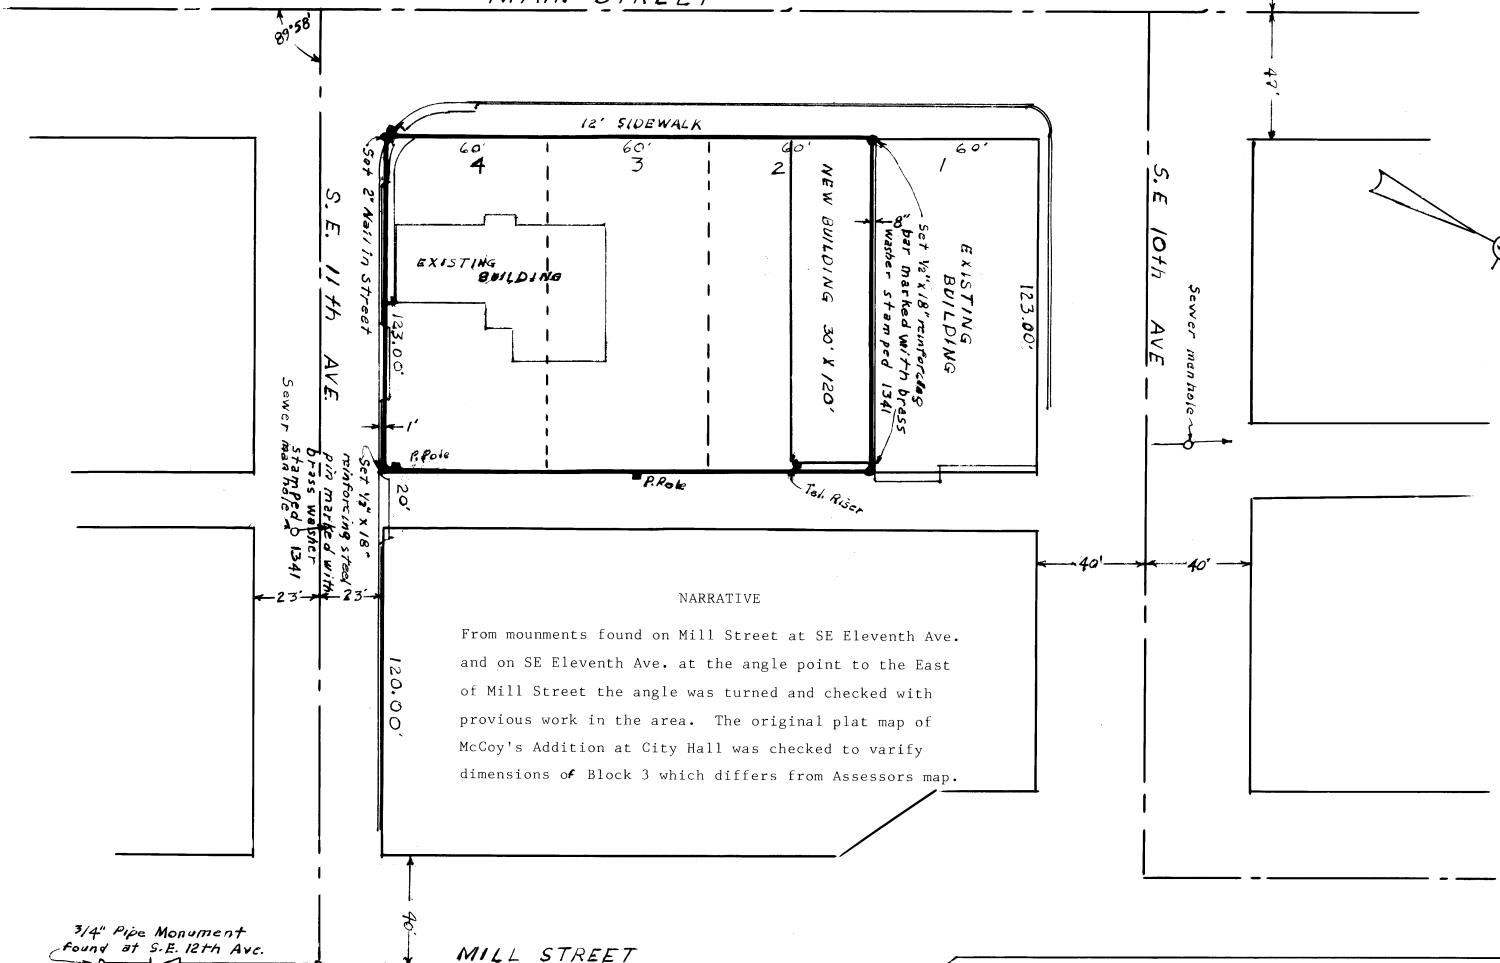 MAIN STREET
89°58'
47'
12' SIDEWALK
60'
4
60'
3
60'
2
60'
1
Set 2" Nail in street
S.E. 11th AVE.
EXISTING
BUILDING
123.00'
NEW BUILDING 30' X 120'
8"
Set 1/2" x 18" reinforcing
bar marked with brass
washer stamped 1341
EXISTING
BUILDING
123.00'
S.E 10th AVE
Sewer manhole
1'
P. Pole
P. Pole
Tel. Riser
20'
Sewer manhole
Set 1/2" x 18"
reinforcing steel
pin marked with
brass washer
stamped 1341
23'
23'
40'
40'
120.00'
NARRATIVE
From mounments found on Mill Street at SE Eleventh Ave.
and on SE Eleventh Ave. at the angle point to the East
of Mill Street the angle was turned and checked with
provious work in the area. The original plat map of
McCoy's Addition at City Hall was checked to varify
dimensions of Block 3 which differs from Assessors map.
40'
3/4" Pipe Monument
found at S.E. 12th Ave.
MILL STREET